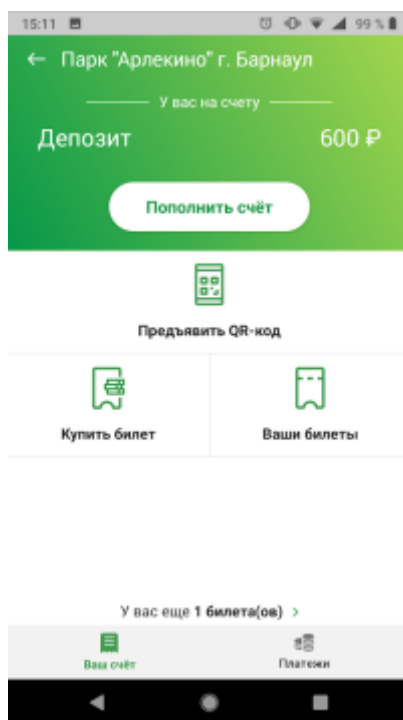 15:11 99 %
← Парк "Арлекино" г. Барнаул
У вас на счету
Депозит 600 ₽
Пополнить счёт
Предъявить QR-код
Купить билет Ваши билеты
У вас еще 1 билета(ов) >
Ваш счёт Платежи